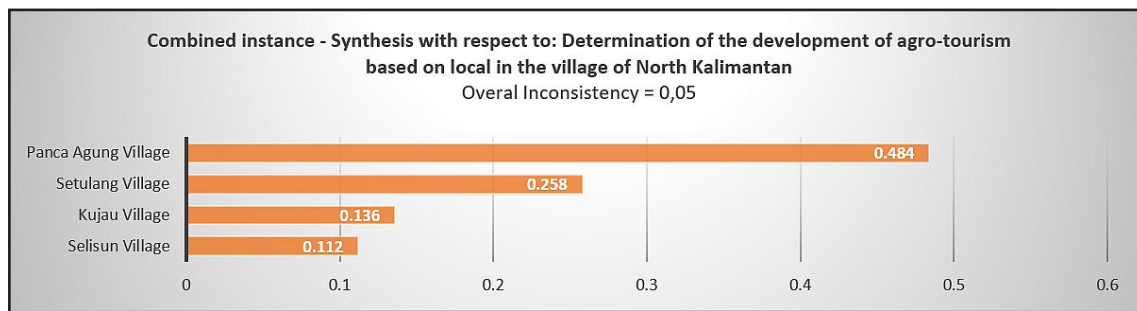 Combined instance - Synthesis with respect to: Determination of the development of agro-tourism
based on local in the village of North Kalimantan
Overal Inconsistency = 0,05
Panca Agung Village 0.484
Setulang Village 0.258
Kujau Village 0.136
Selisun Village 0.112
0 0.1 0.2 0.3 0.4 0.5 0.6